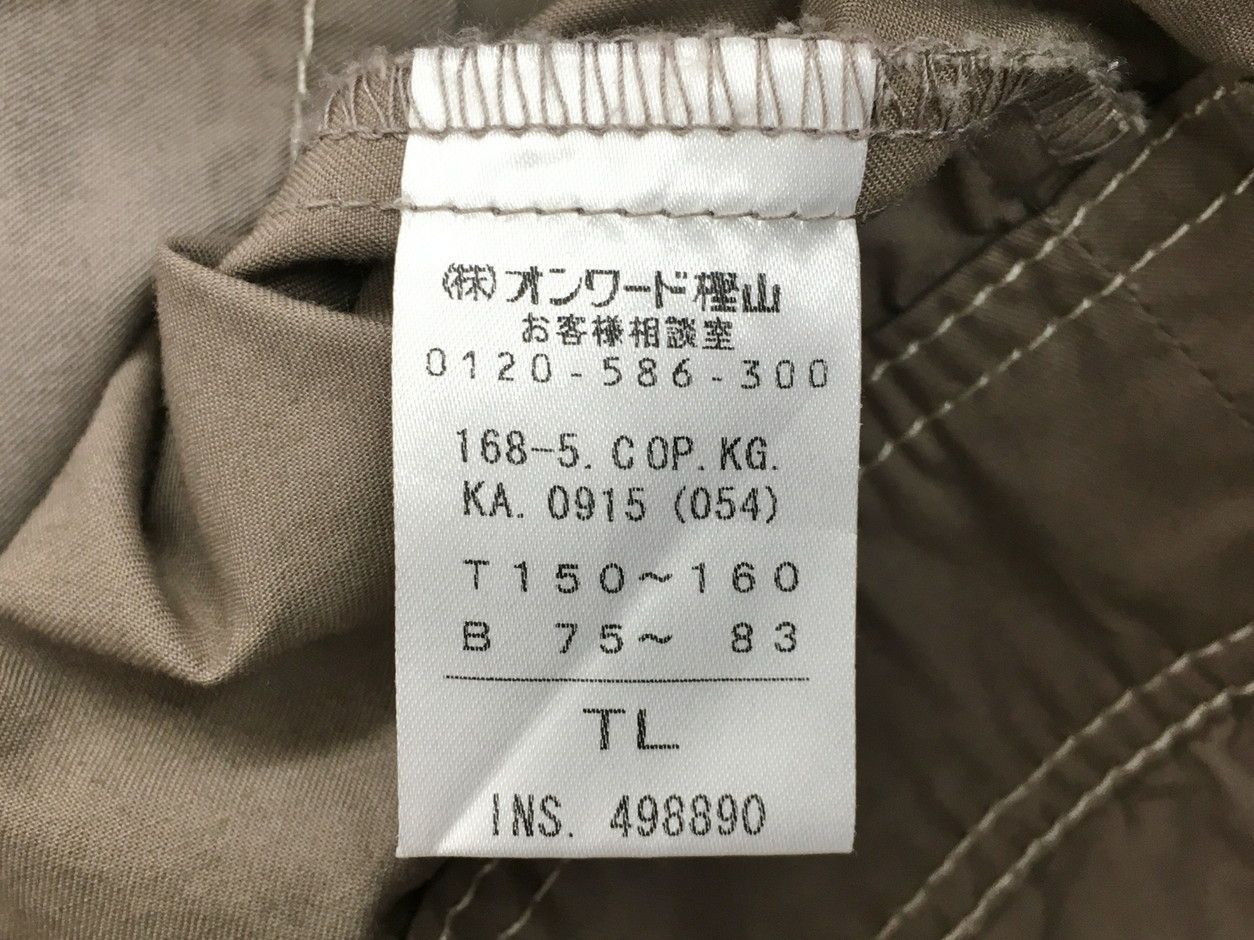 (株)オンワード樫山
お客様相談室
0120-586-300
168-5.COP.KG.
KA.0915(054)
T150~160
B 75~ 83
TL
INS. 498890